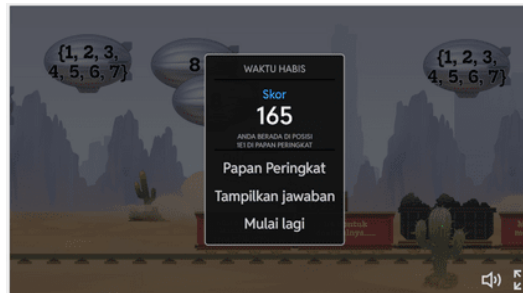 {1, 2, 3,
4, 5, 6, 7}
8
{1, 2, 3,
4, 5, 6, 7}
WAKTU HABIS
Skor
165
ANDA BERADA DI POSISI
1E1 DI PAPAN PERINGKAT
Papan Peringkat
Tampilkan jawaban
Mulai lagi